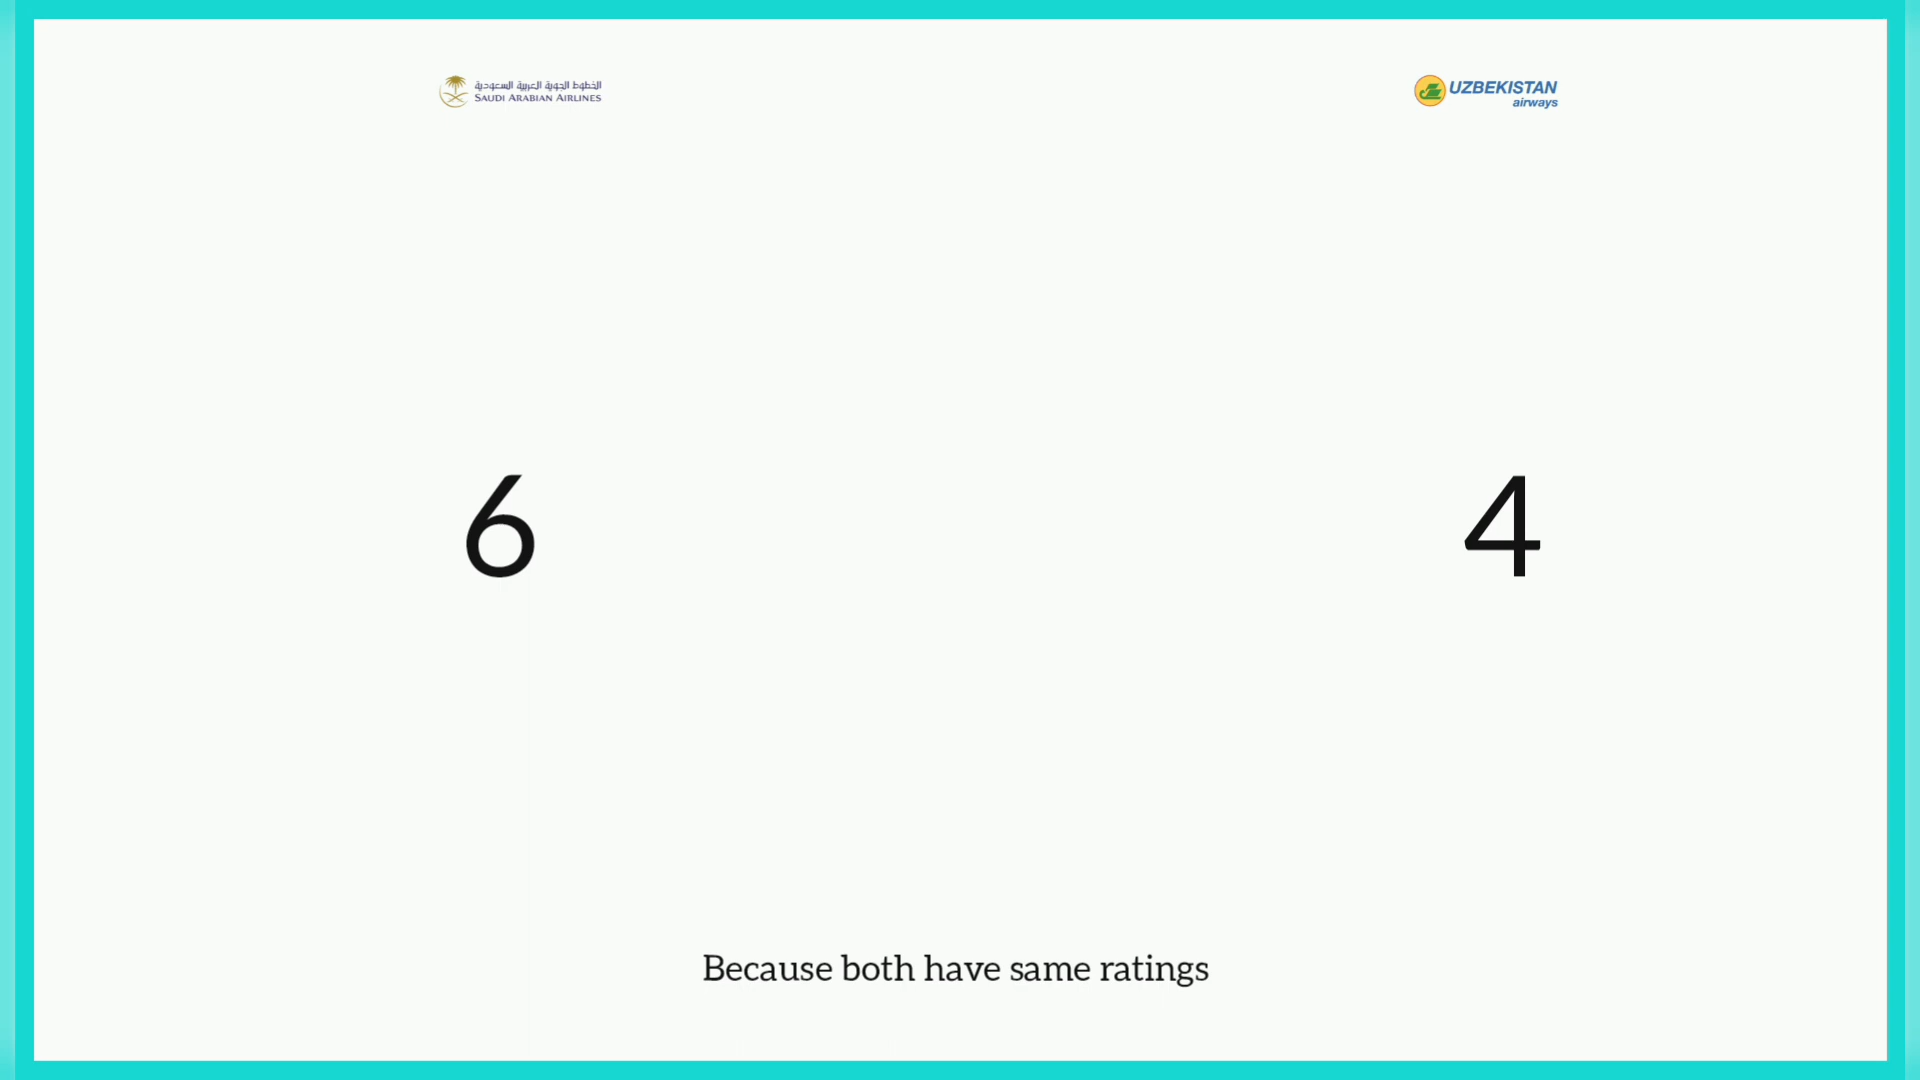 الخطوط الجوية العربية السعودية
SAUDI ARABIAN AIRLINES
UZBEKISTAN
airways
6
4
Because both have same ratings